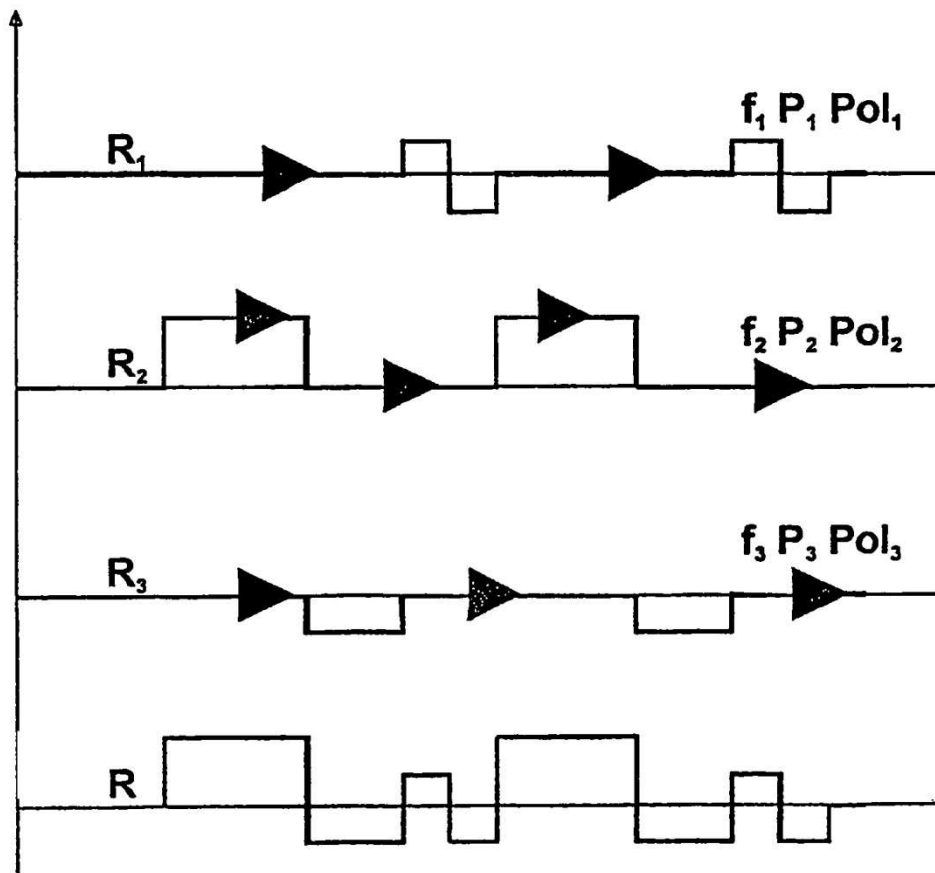 f₁ P₁ Pol₁
R₁
f₂ P₂ Pol₂
R₂
f₃ P₃ Pol₃
R₃
R